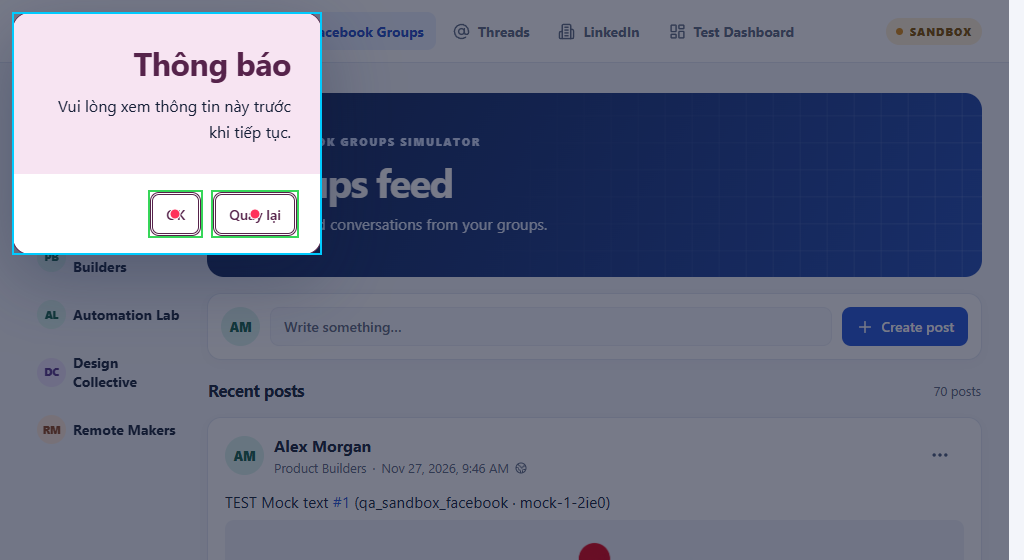 Thông báo
Vui lòng xem thông tin này trước
khi tiếp tục.
OK
Quay lại
Facebook Groups
Threads
LinkedIn
Test Dashboard
SANDBOX
GROUPS SIMULATOR
feed
conversations from your groups.
PB
Builders
AL
Automation Lab
DC
Design
Collective
RM
Remote Makers
AM
Write something...
Create post
Recent posts
70 posts
AM
Alex Morgan
Product Builders · Nov 27, 2026, 9:46 AM
TEST Mock text #1 (qa_sandbox_facebook · mock-1-2ie0)